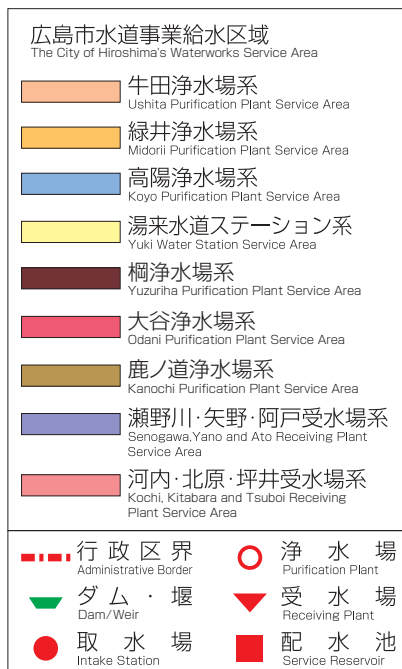 広島市水道事業給水区域
The City of Hiroshima's Waterworks Service Area
牛田浄水場系
Ushita Purification Plant Service Area
緑井浄水場系
Midorii Purification Plant Service Area
高陽浄水場系
Koyo Purification Plant Service Area
湯来水道ステーション系
Yuki Water Station Service Area
棡浄水場系
Yuzuriha Purification Plant Service Area
大谷浄水場系
Odani Purification Plant Service Area
鹿ノ道浄水場系
Kanochi Purification Plant Service Area
瀬野川・矢野・阿戸受水場系
Senogawa,Yano and Ato Receiving Plant
Service Area
河内・北原・坪井受水場系
Kochi, Kitabara and Tsuboi Receiving
Plant Service Area
行政区界
Administrative Border
浄水場
Purification Plant
ダム・堰
Dam/Weir
受水場
Receiving Plant
取水場
Intake Station
配水池
Service Reservoir